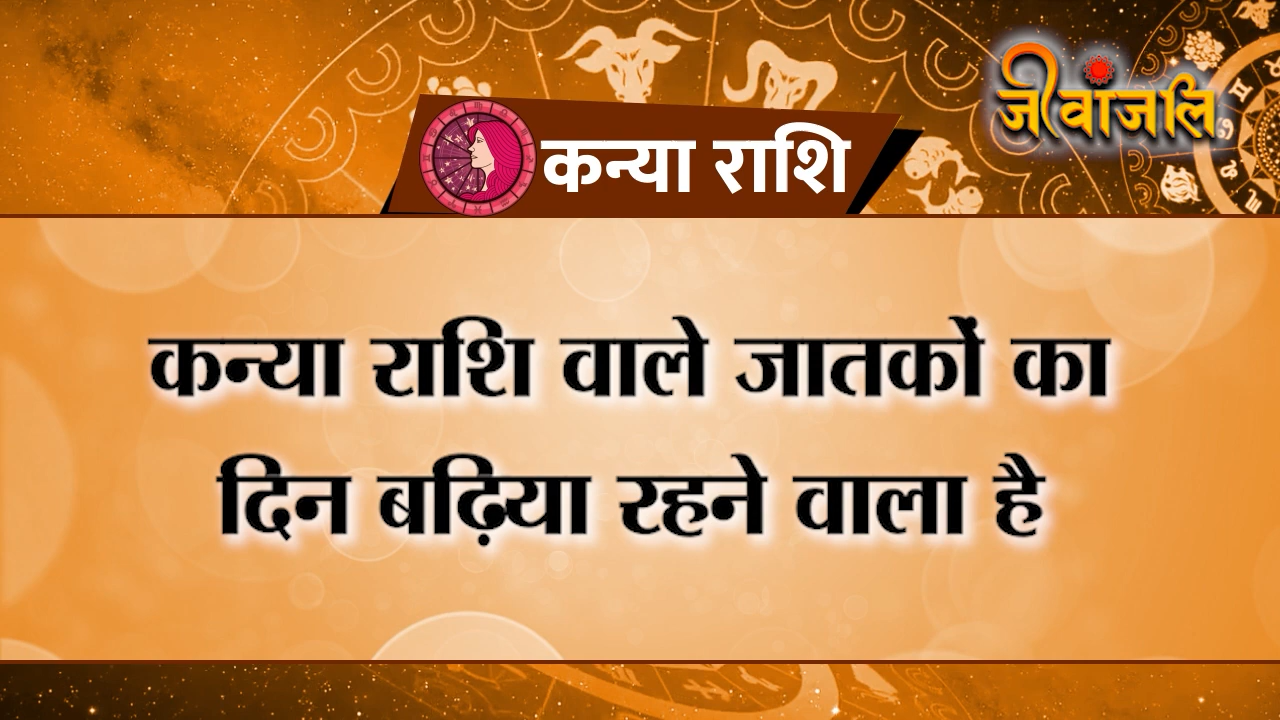 जीवांजलि
कन्या राशि
कन्या राशि वाले जातकों का
दिन बढ़िया रहने वाला है